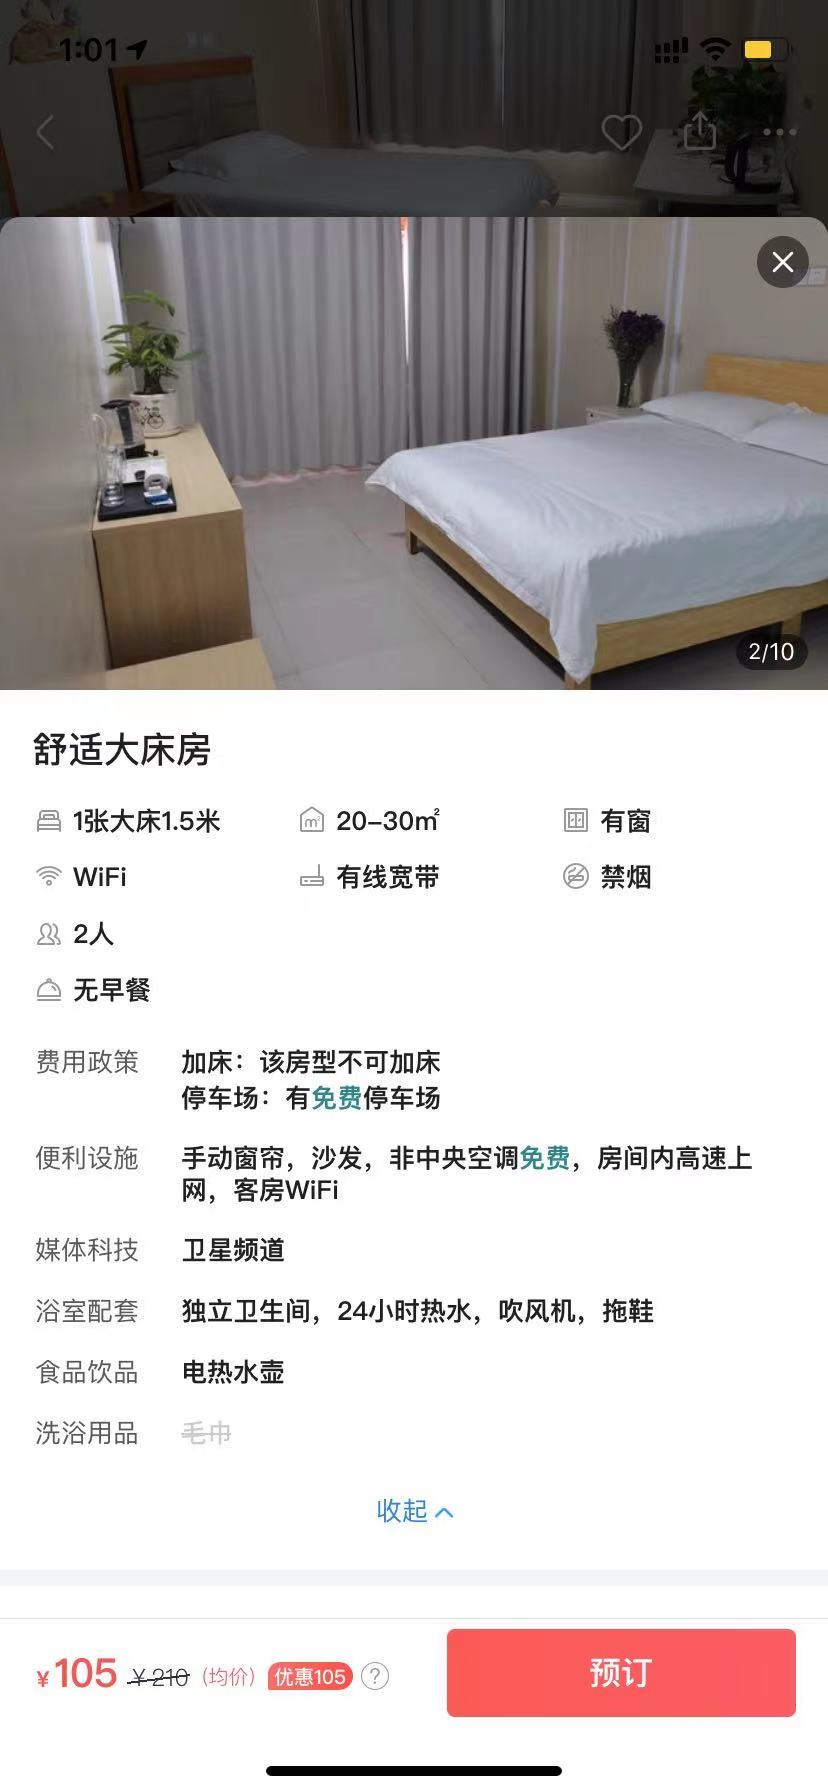 1:01
2/10
舒适大床房
1张大床1.5米
20-30㎡
有窗
WiFi
有线宽带
禁烟
2人
无早餐
费用政策
加床：该房型不可加床
停车场：有免费停车场
便利设施
手动窗帘，沙发，非中央空调免费，房间内高速上
网，客房WiFi
媒体科技
卫星频道
浴室配套
独立卫生间，24小时热水，吹风机，拖鞋
食品饮品
电热水壶
洗浴用品
毛巾
收起
¥105 ¥210 (均价) 优惠105 ?
预订